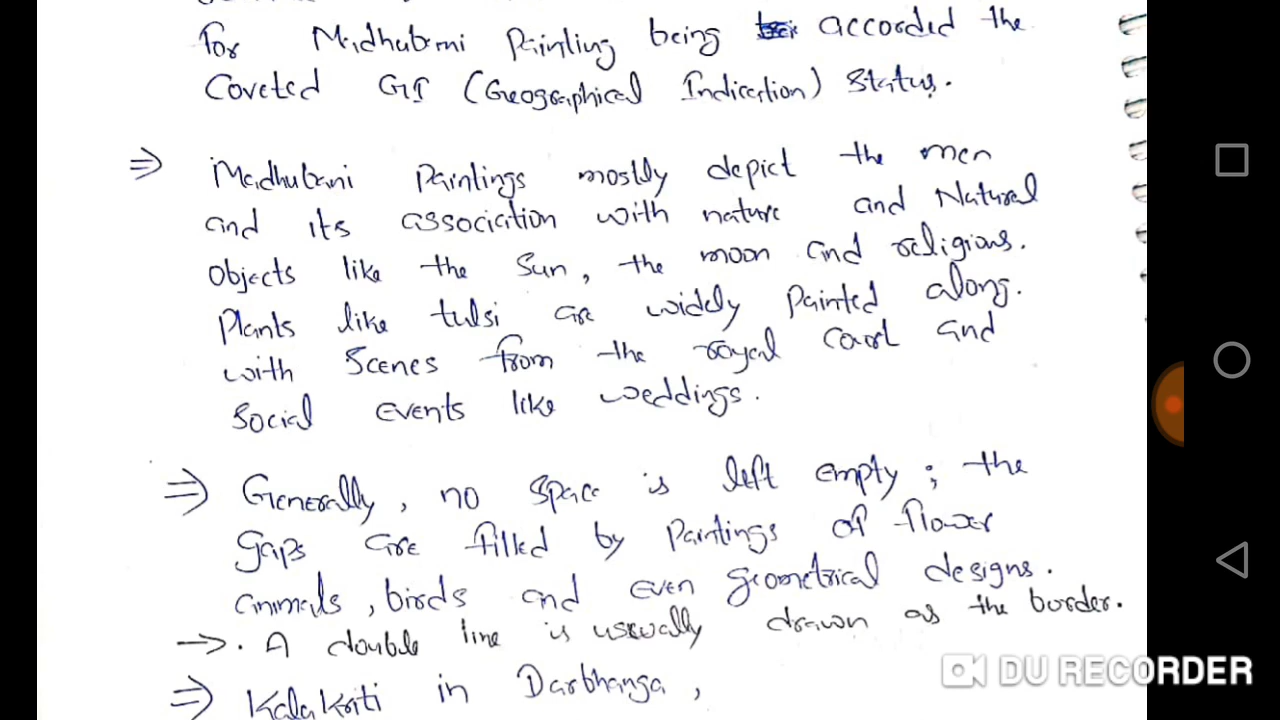 For Madhubani Painting being accorded the
Coveted GI (Geographical Indication) Status.
⇒ Madhubani Paintings mostly depict the men
and its association with nature and Natural
objects like the Sun, the moon and religious.
Plants like tulsi are widely Painted along.
with Scenes from the royal Court and
Social events like weddings.
⇒ Generally, no space is left empty; the
gaps are filled by Paintings of flower
animals, birds and even geometrical designs.
→. A double line is usually drawn as the border.
⇒ Kalakriti in Darbhanga,
DU RECORDER